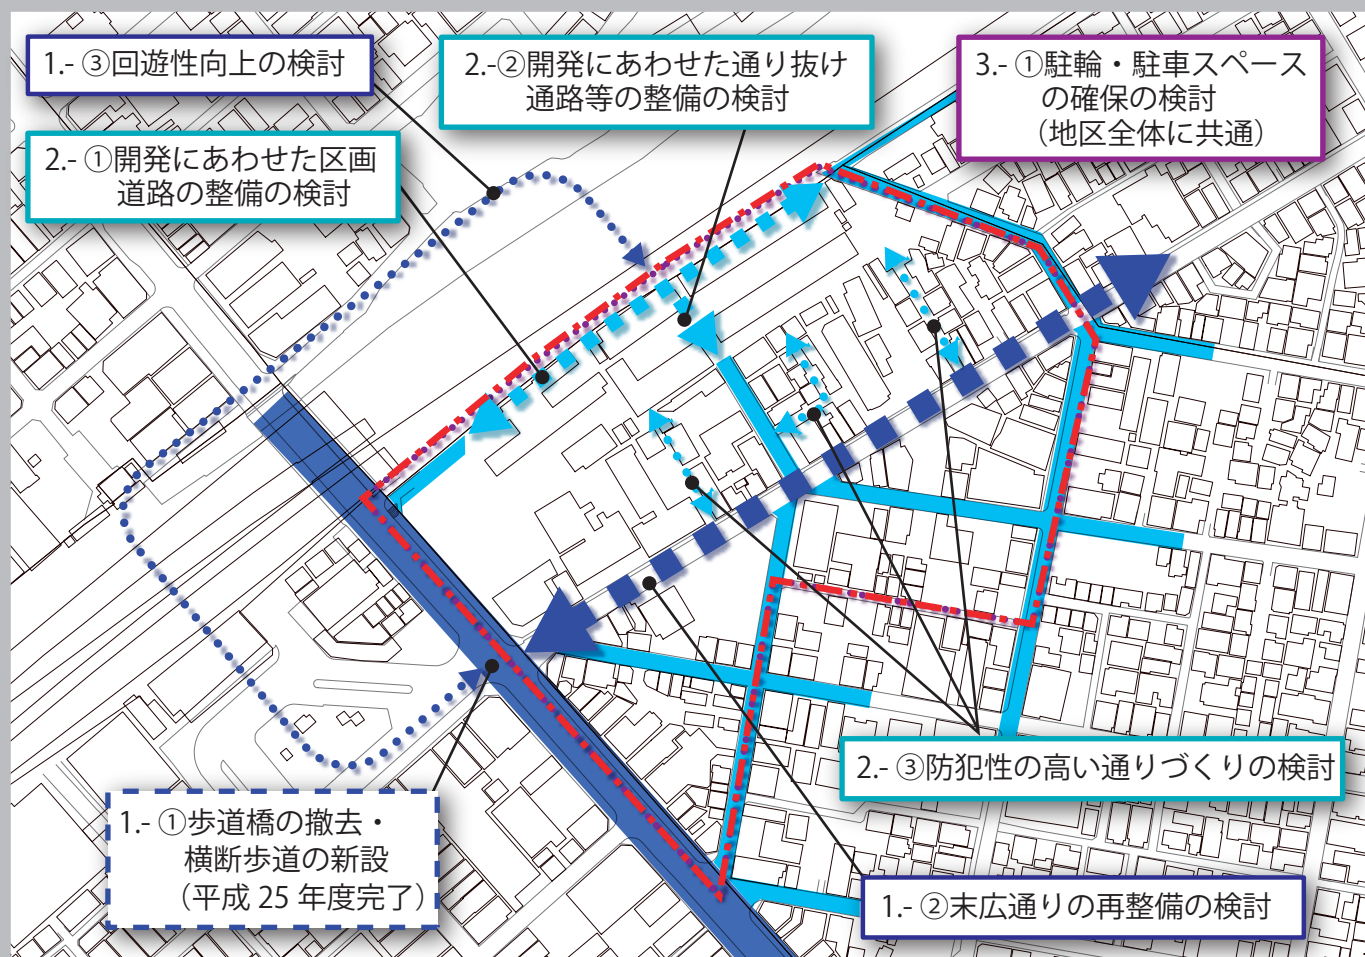 1.- ③回遊性向上の検討
2.-②開発にあわせた通り抜け
通路等の整備の検討
3.- ①駐輪・駐車スペース
の確保の検討
（地区全体に共通）
2.- ①開発にあわせた区画
道路の整備の検討
2.- ③防犯性の高い通りづくりの検討
1.- ①歩道橋の撤去・
横断歩道の新設
（平成 25 年度完了）
1.- ②末広通りの再整備の検討